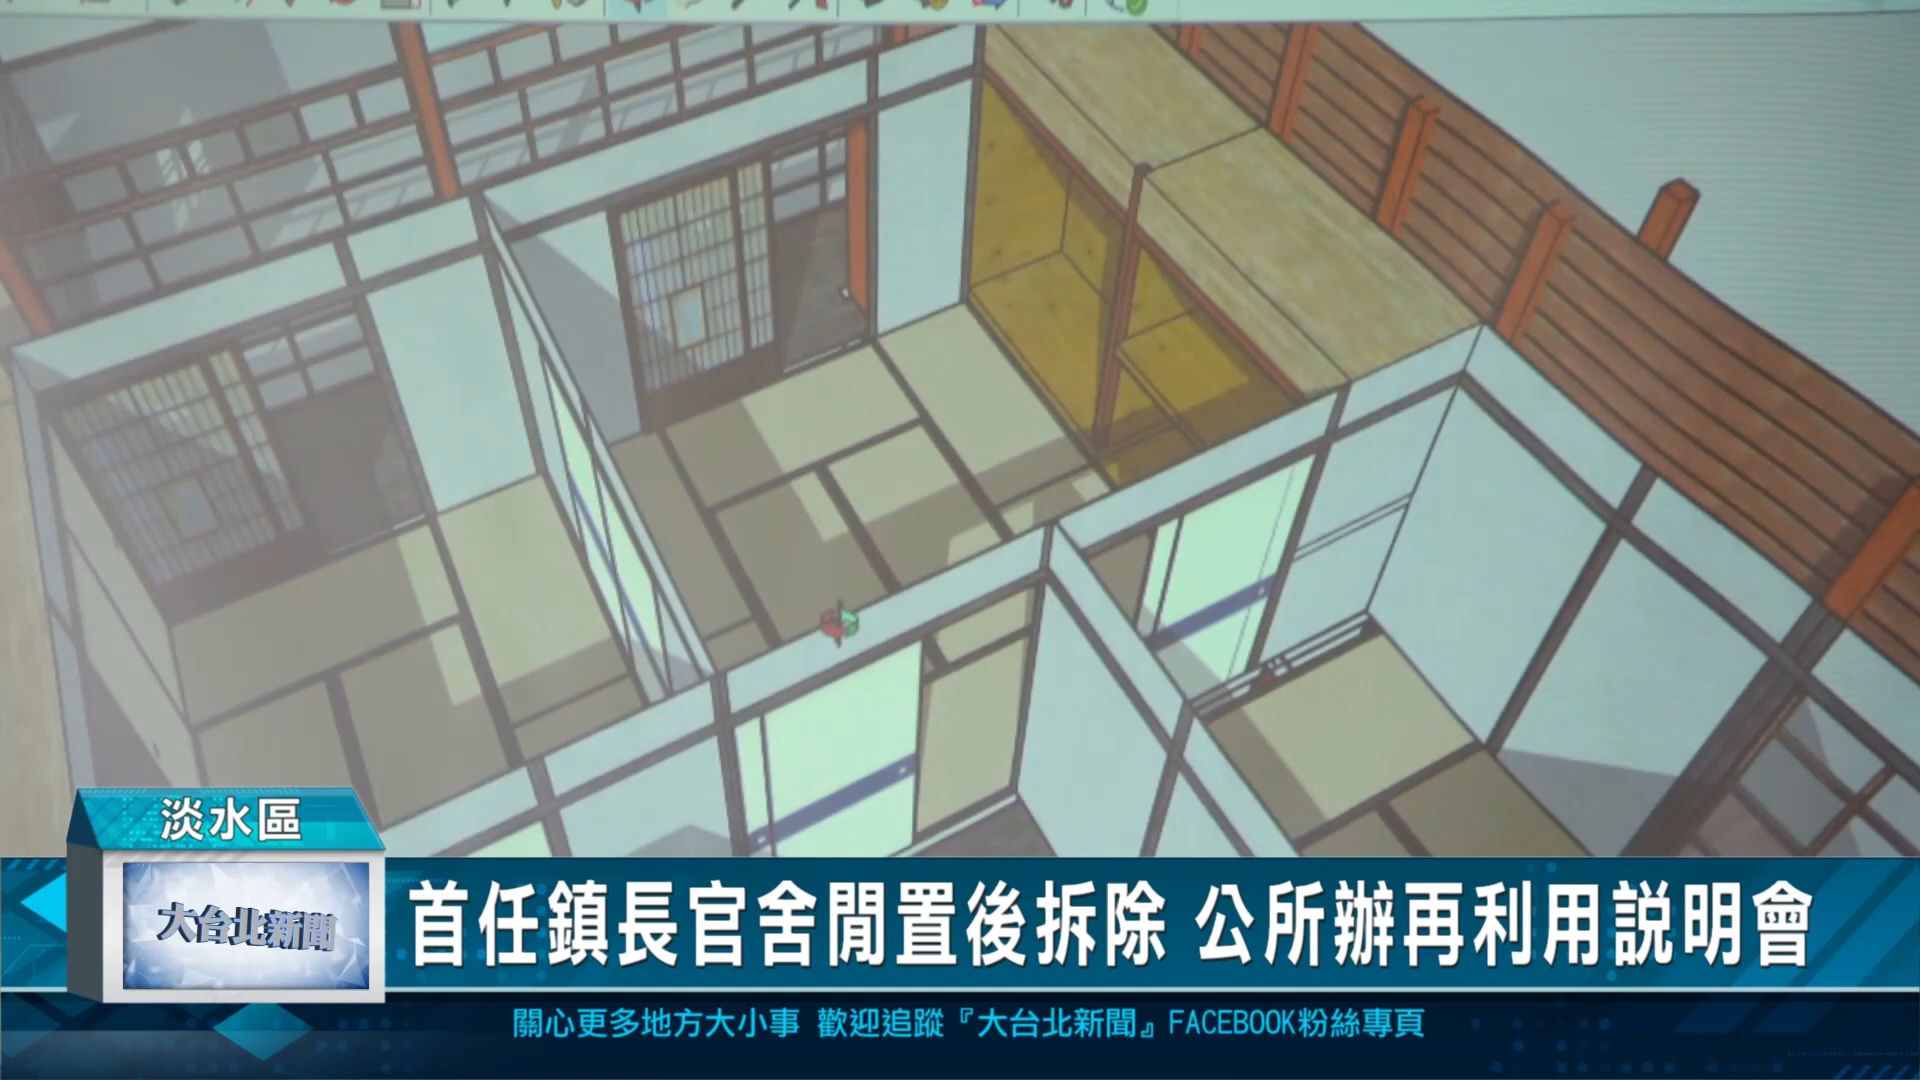 淡水區
大台北新聞
首任鎮長官舍閒置後拆除 公所辦再利用説明會
關心更多地方大小事 歡迎追蹤『大台北新聞』FACEBOOK粉絲專頁